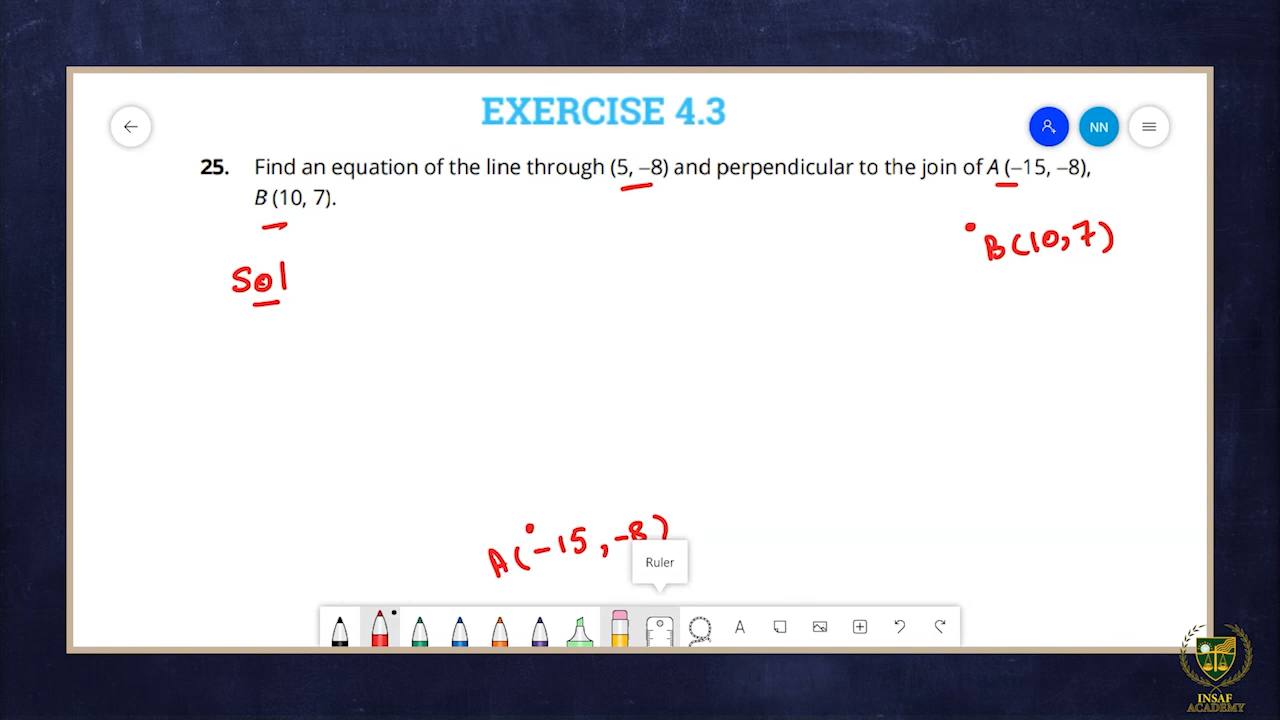 EXERCISE 4.3
NN
25. Find an equation of the line through (5, –8) and perpendicular to the join of A (–15, –8),
B (10, 7).
B(10,7)
Sol
A(-15,-8)
Ruler
A
INSAF
ACADEMY